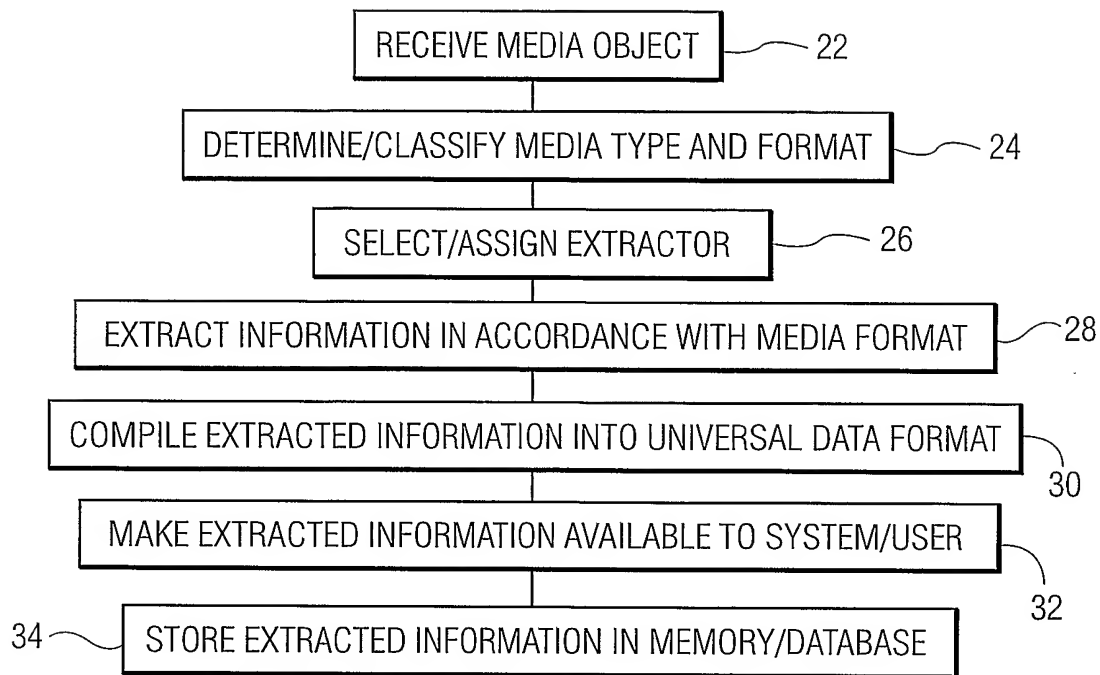 RECEIVE MEDIA OBJECT 22
DETERMINE/CLASSIFY MEDIA TYPE AND FORMAT 24
SELECT/ASSIGN EXTRACTOR 26
EXTRACT INFORMATION IN ACCORDANCE WITH MEDIA FORMAT 28
COMPILE EXTRACTED INFORMATION INTO UNIVERSAL DATA FORMAT
30
MAKE EXTRACTED INFORMATION AVAILABLE TO SYSTEM/USER
32
34 STORE EXTRACTED INFORMATION IN MEMORY/DATABASE